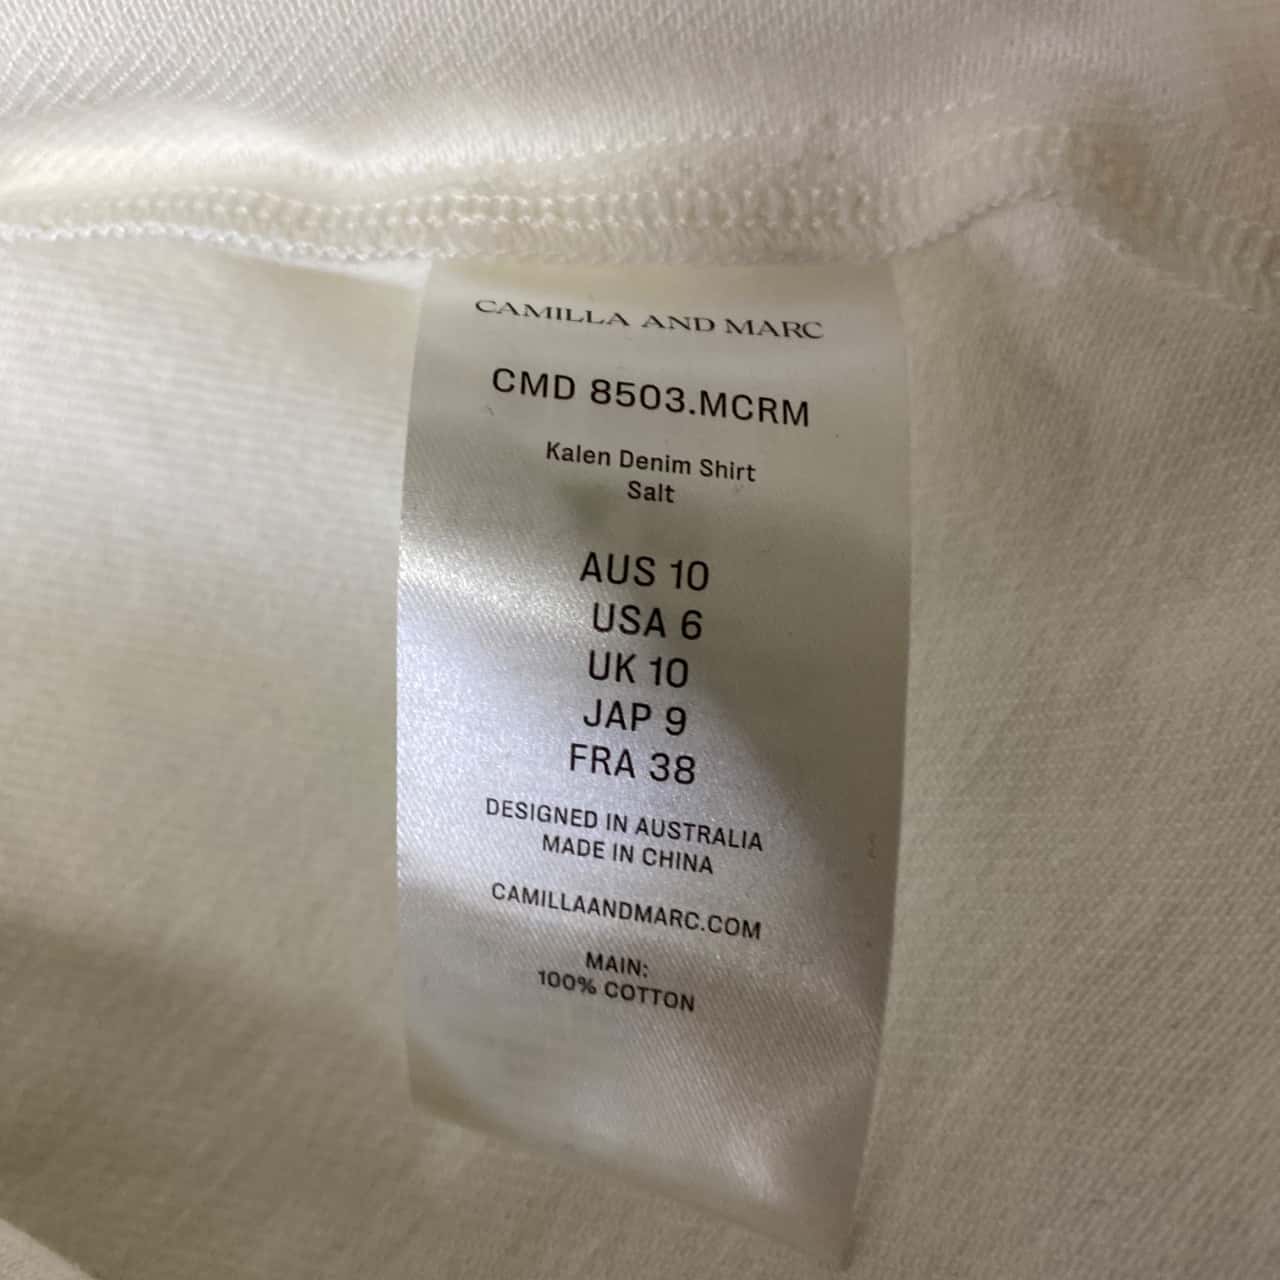 CAMILLA AND MARC
CMD 8503.MCRM
Kalen Denim Shirt
Salt
AUS 10
USA 6
UK 10
JAP 9
FRA 38
DESIGNED IN AUSTRALIA
MADE IN CHINA
CAMILLAANDMARC.COM
MAIN:
100% COTTON